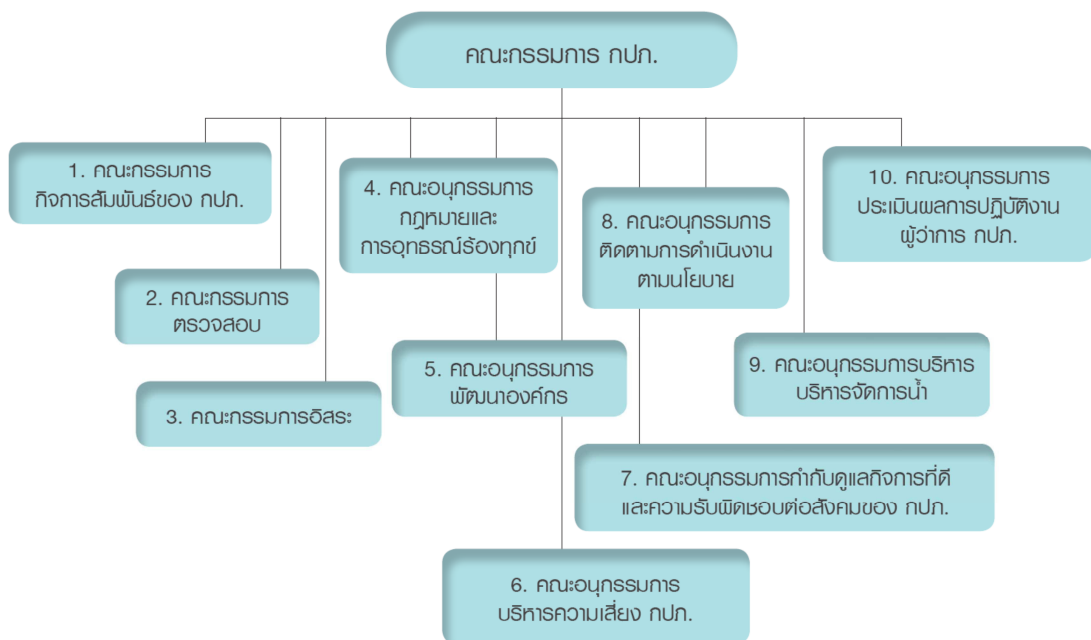 คณะกรรมการ กปภ.
1. คณะกรรมการ
กิจการสัมพันธ์ของ กปภ.
2. คณะกรรมการ
ตรวจสอบ
3. คณะกรรมการอิสระ
4. คณะอนุกรรมการ
กฎหมายและ
การอุทธรณ์ร้องทุกข์
5. คณะอนุกรรมการ
พัฒนาองค์กร
6. คณะอนุกรรมการ
บริหารความเสี่ยง กปภ.
7. คณะอนุกรรมการกำกับดูแลกิจการที่ดี
และความรับผิดชอบต่อสังคมของ กปภ.
8. คณะอนุกรรมการ
ติดตามการดำเนินงาน
ตามนโยบาย
9. คณะอนุกรรมการบริหาร
บริหารจัดการน้ำ
10. คณะอนุกรรมการ
ประเมินผลการปฏิบัติงาน
ผู้ว่าการ กปภ.